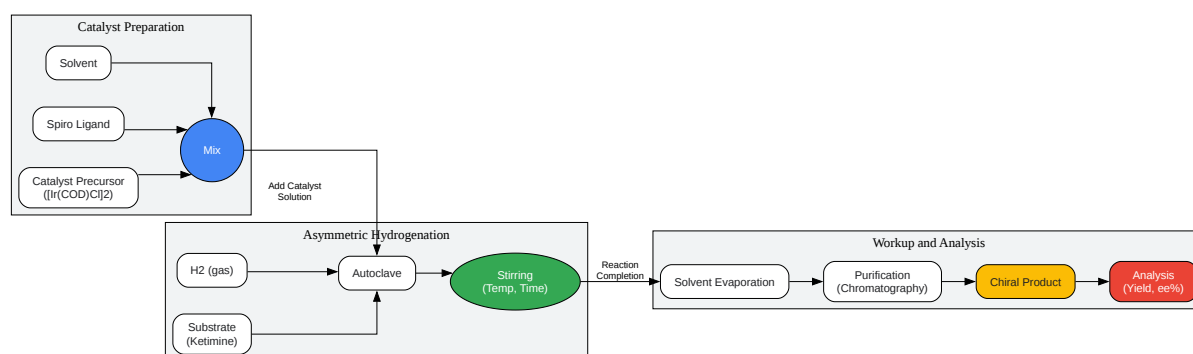 Catalyst Preparation
Solvent
Spiro Ligand
Mix
Catalyst Precursor
([Ir(COD)Cl]2)
Add Catalyst
Solution
Asymmetric Hydrogenation
H2 (gas)
Autoclave
Stirring
(Temp, Time)
Substrate
(Ketimine)
Reaction
Completion
Workup and Analysis
Solvent Evaporation
Purification
(Chromatography)
Chiral Product
Analysis
(Yield, ee%)